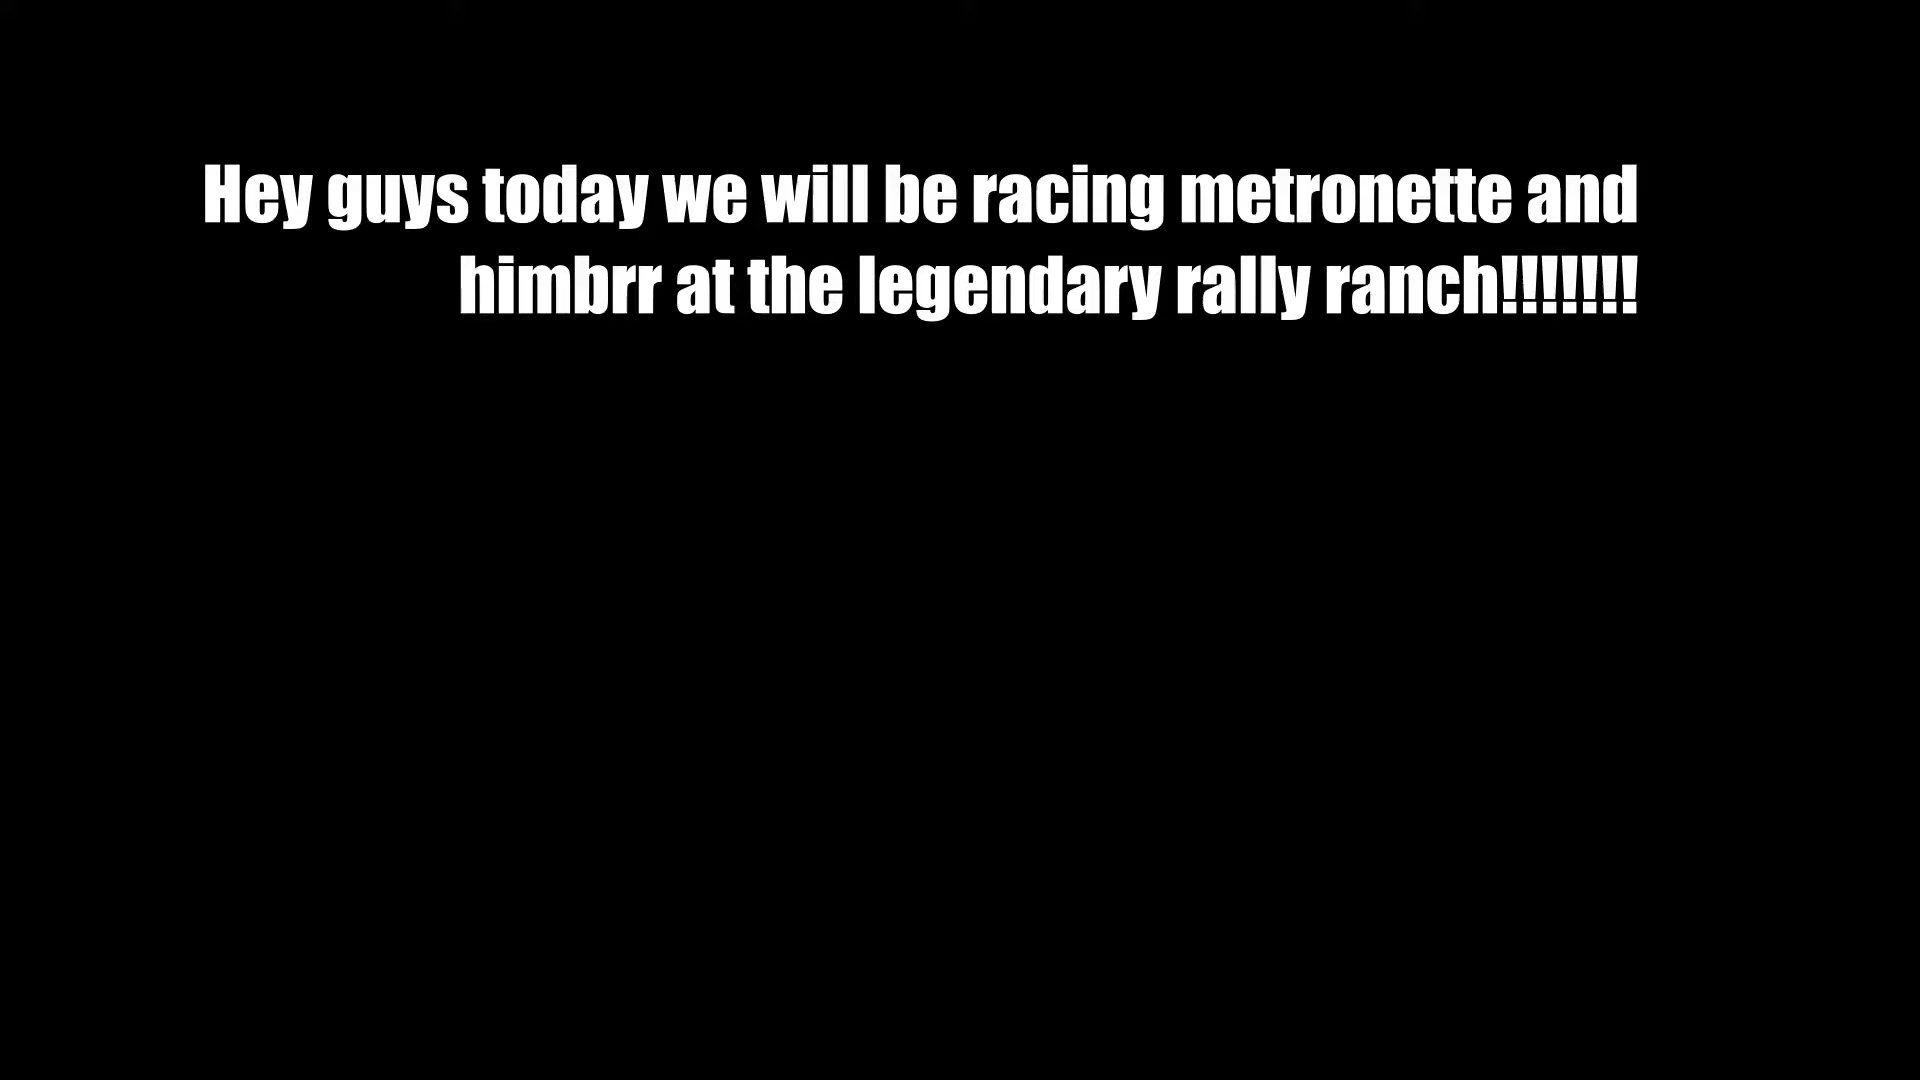 Hey guys today we will be racing metronette and
himbrr at the legendary rally ranch!!!!!!!